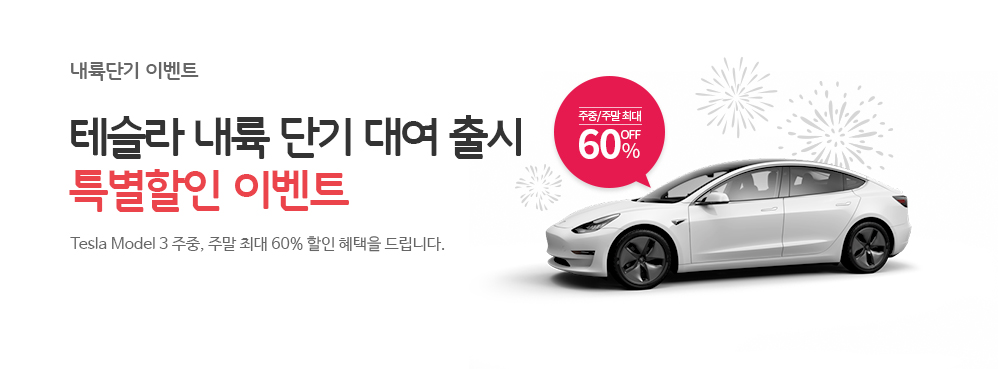 내륙단기 이벤트
테슬라 내륙 단기 대여 출시
특별할인 이벤트
Tesla Model 3 주중, 주말 최대 60% 할인 혜택을 드립니다.
주중/주말 최대
60% OFF